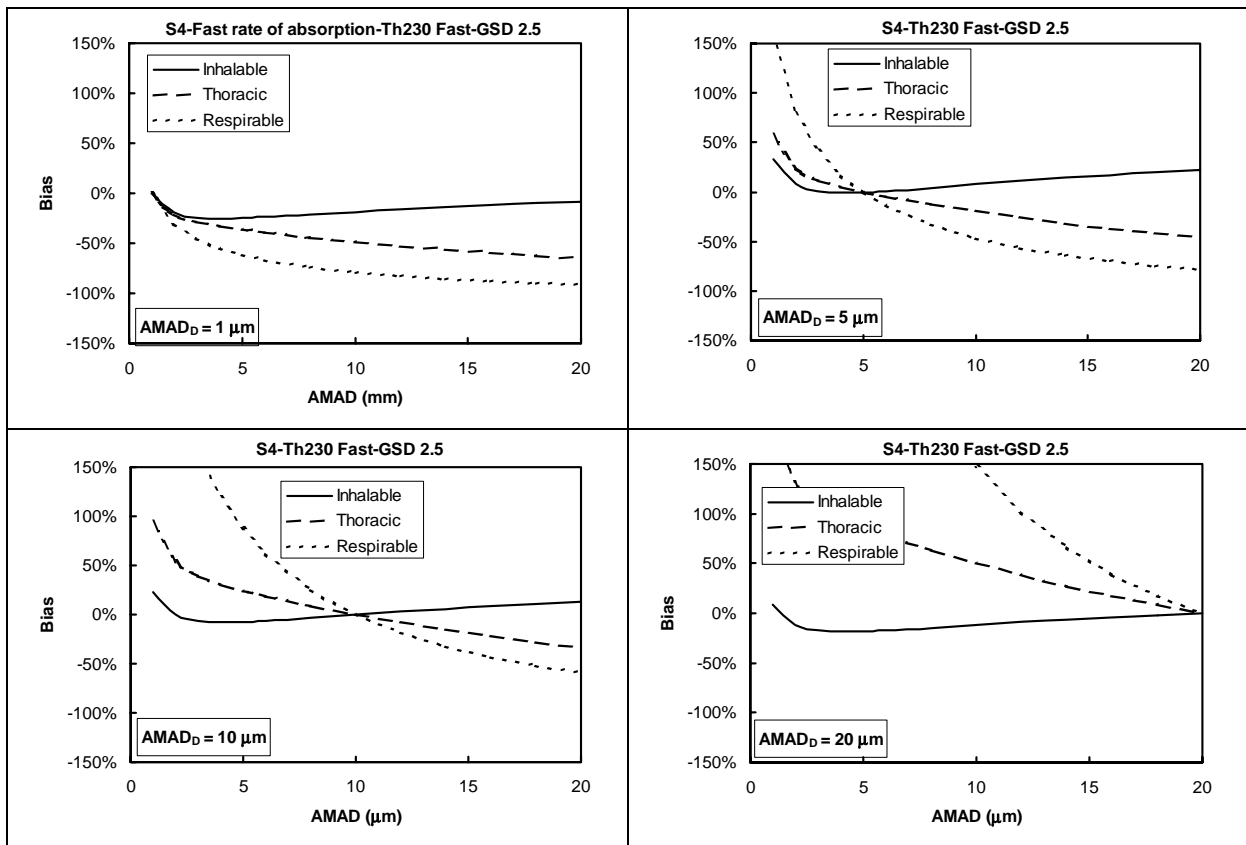 S4-Fast rate of absorption-Th230 Fast-GSD 2.5
150%
100%
50%
0%
-50%
-100%
-150%
Bias
Inhalable
Thoracic
Respirable
AMAD_D = 1 μm
0 5 10 15 20
AMAD (mm)
S4-Th230 Fast-GSD 2.5
150%
100%
50%
0%
-50%
-100%
-150%
Bias
Inhalable
Thoracic
Respirable
AMAD_D = 5 μm
0 5 10 15 20
S4-Th230 Fast-GSD 2.5
150%
100%
50%
0%
-50%
-100%
-150%
Bias
Inhalable
Thoracic
Respirable
AMAD_D = 10 μm
0 5 10 15 20
AMAD (μm)
S4-Th230 Fast-GSD 2.5
150%
100%
50%
0%
-50%
-100%
-150%
Bias
Inhalable
Thoracic
Respirable
AMAD_D = 20 μm
0 5 10 15 20
AMAD (μm)